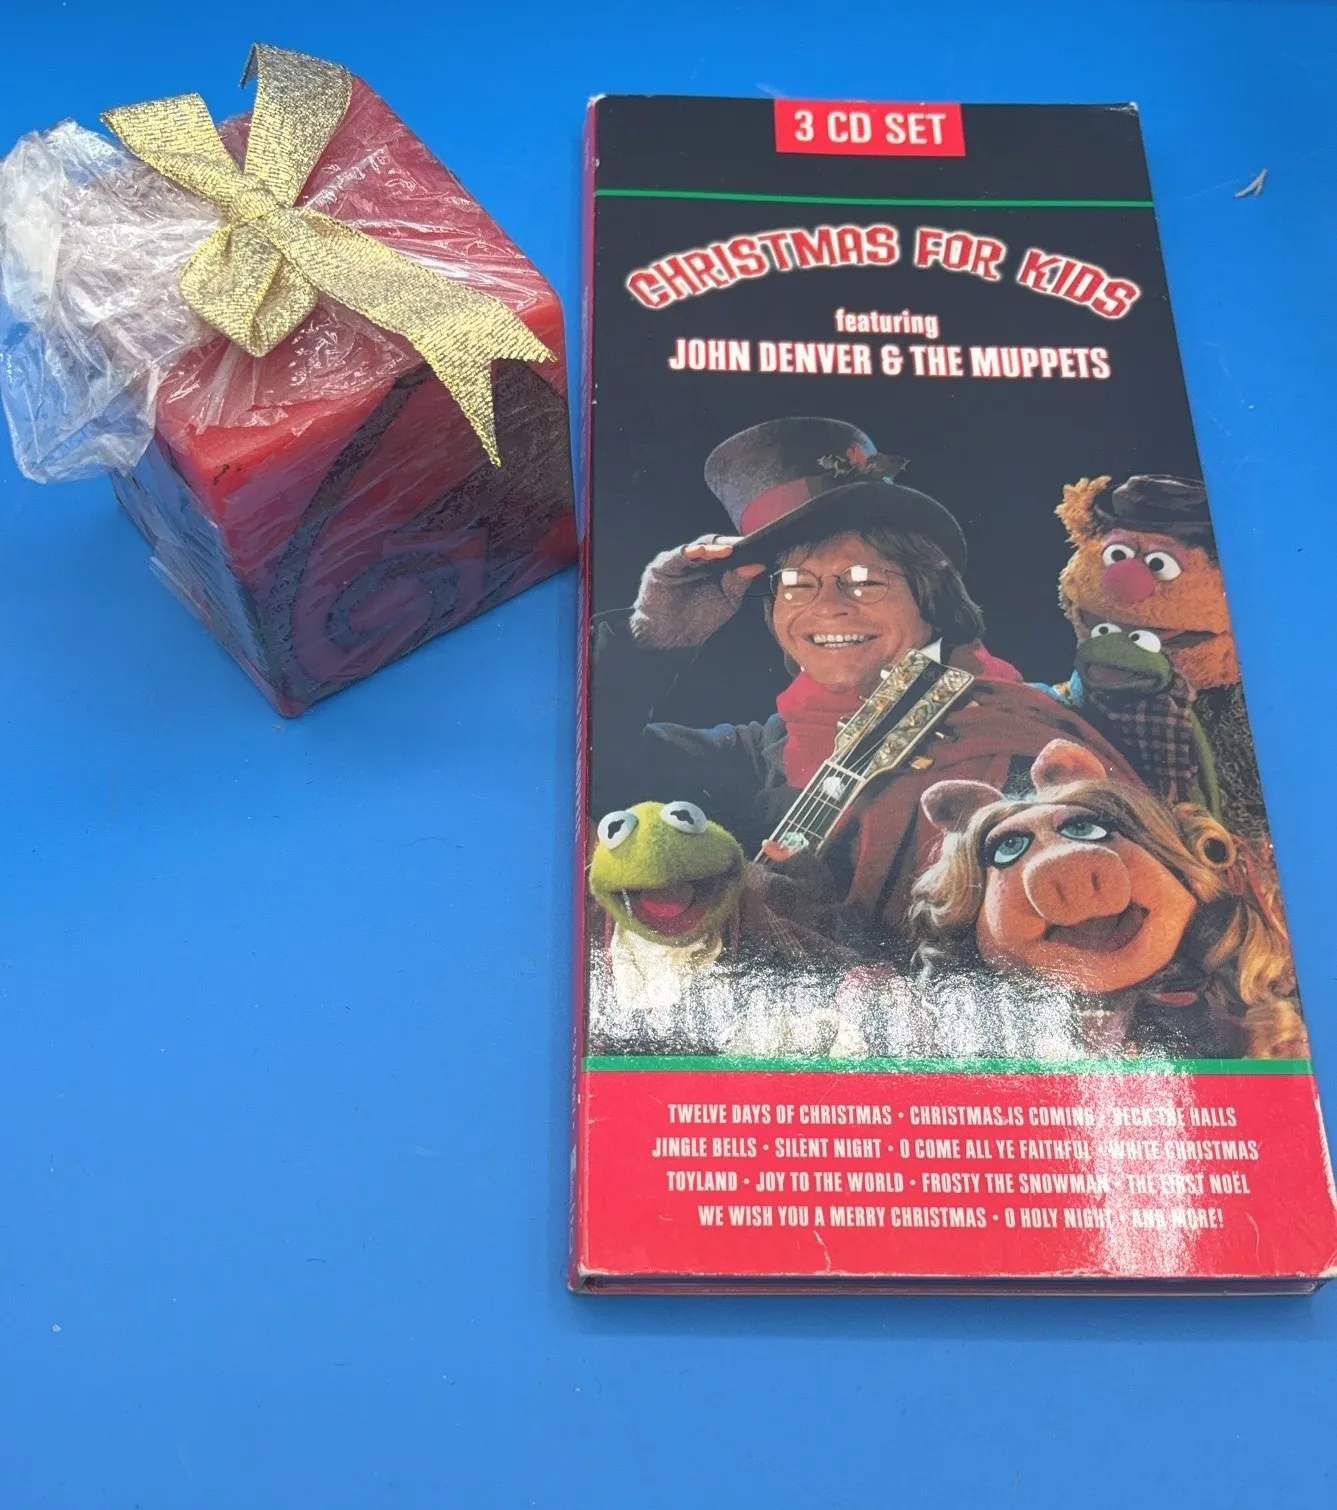 3 CD SET
CHRISTMAS FOR KIDS
featuring
JOHN DENVER & THE MUPPETS
TWELVE DAYS OF CHRISTMAS • CHRISTMAS IS COMING • DECK THE HALLS
JINGLE BELLS • SILENT NIGHT • O COME ALL YE FAITHFUL • WHITE CHRISTMAS
TOYLAND • JOY TO THE WORLD • FROSTY THE SNOWMAN • THE FIRST NOËL
WE WISH YOU A MERRY CHRISTMAS • O HOLY NIGHT • AND MORE!